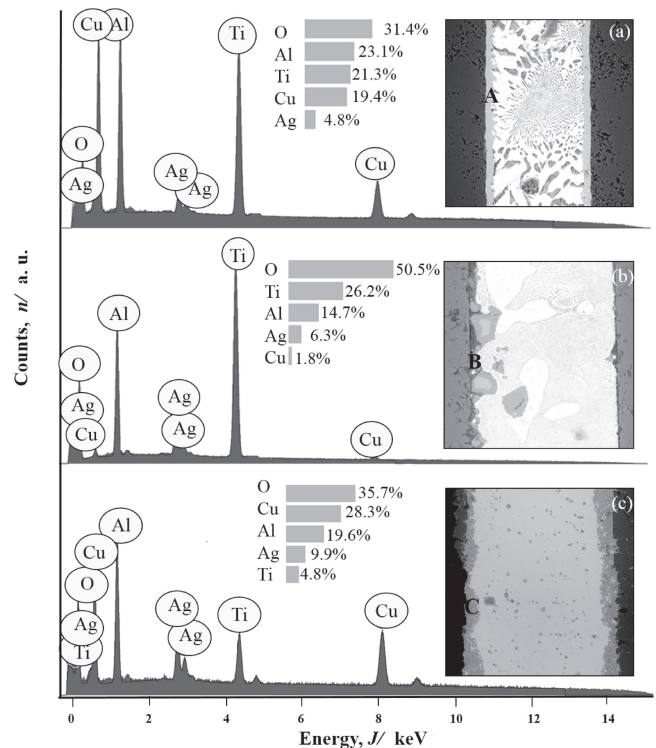 Cu Al
Ti
O 31.4%
Al 23.1%
Ti 21.3%
Cu 19.4%
Ag 4.8%
(a)
A
O
Ag
Ag
Ag
Cu
Ti
O 50.5%
Ti 26.2%
Al 14.7%
Ag 6.3%
Cu 1.8%
(b)
B
Al
O
Ag
Cu
Ag
Ag
Cu
O 35.7%
Cu 28.3%
Al 19.6%
Ag 9.9%
Ti 4.8%
(c)
C
Al
Cu
O
Ag
Ti
Ag
Ag
Ti
Cu
Counts, n/ a. u.
0 2 4 6 8 10 12 14
Energy, J/ keV